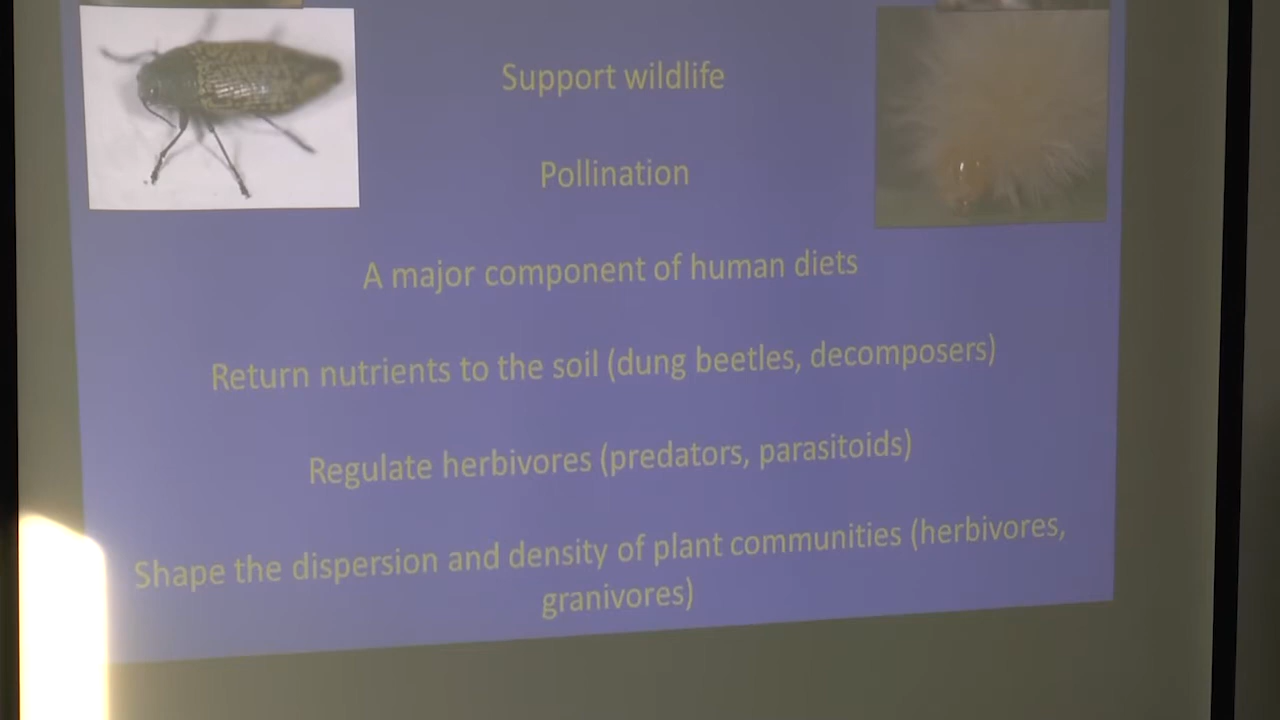 Support wildlife
Pollination
A major component of human diets
Return nutrients to the soil (dung beetles, decomposers)
Regulate herbivores (predators, parasitoids)
Shape the dispersion and density of plant communities (herbivores,
granivores)